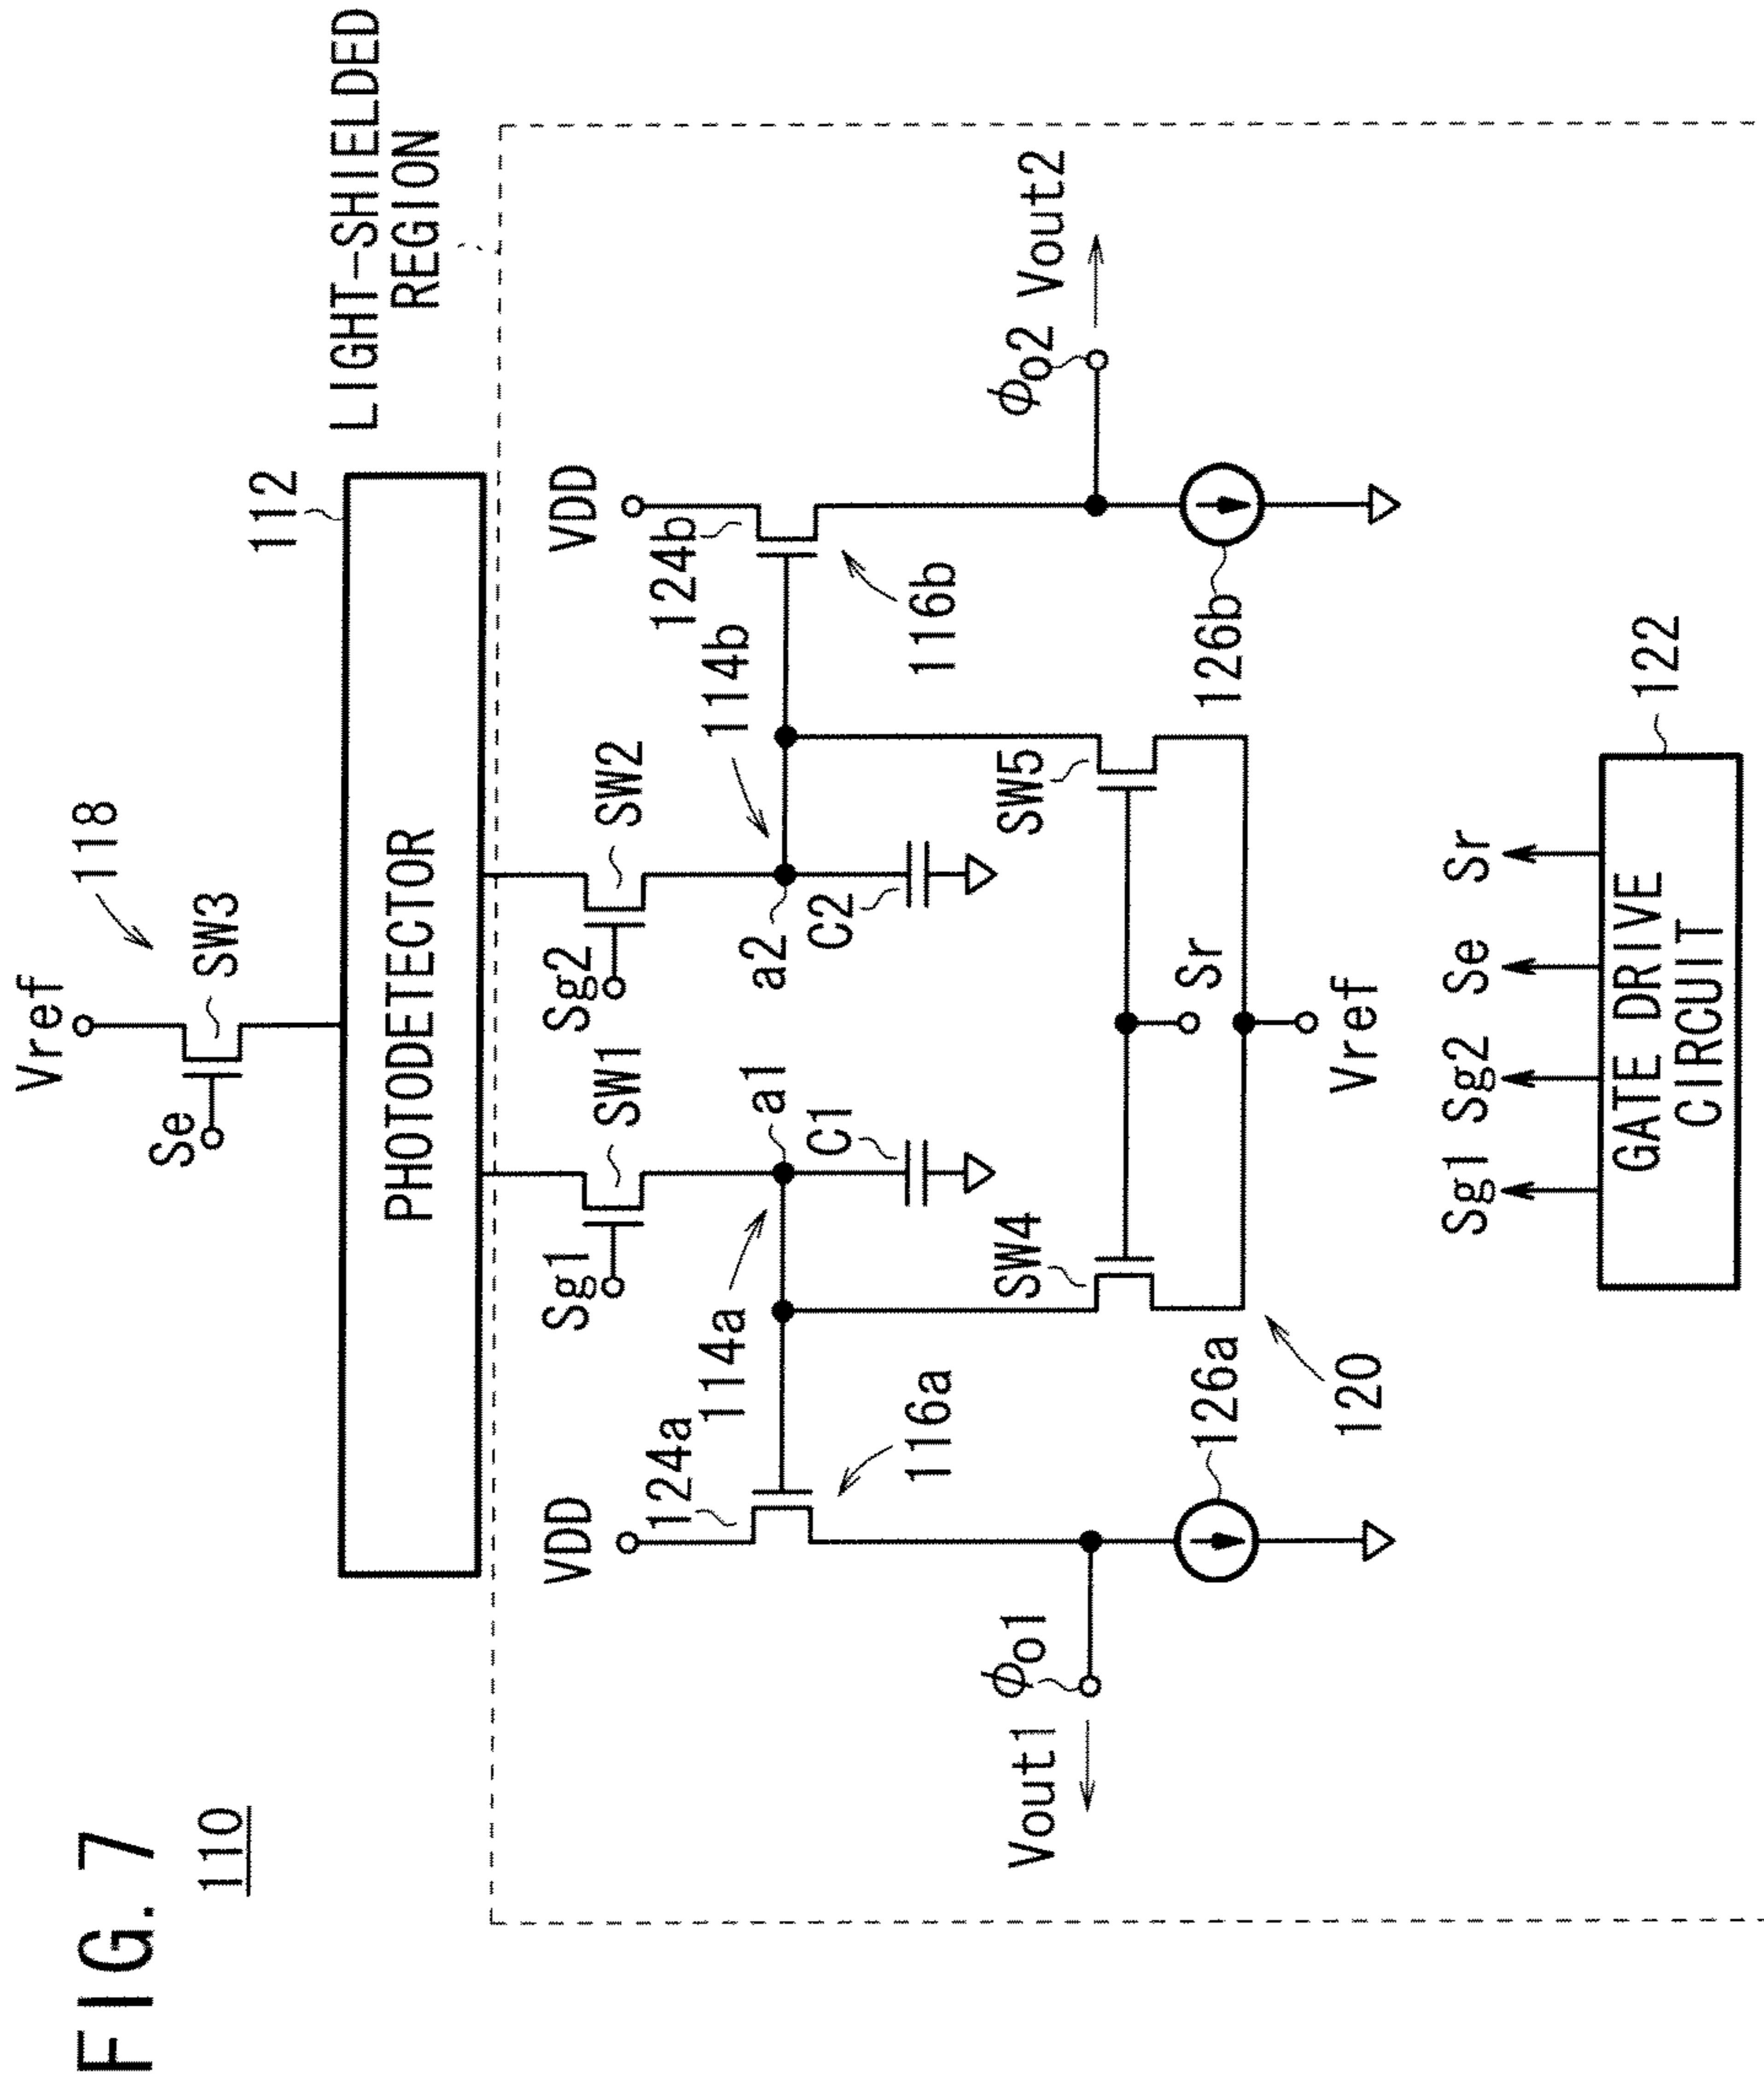 FIG. 7
110
Vref
118
Se
SW3
112
PHOTODETECTOR
LIGHT-SHIELDED
REGION
VDD
Sg1
SW1
Sg2
SW2
VDD
124a
124b
114a
a1
a2
114b
C1
C2
116a
116b
Vout1
ϕo1
SW4
SW5
ϕo2
Vout2
Sr
126a
126b
120
Vref
Sg1
Sg2
Se
Sr
GATE DRIVE
CIRCUIT
122